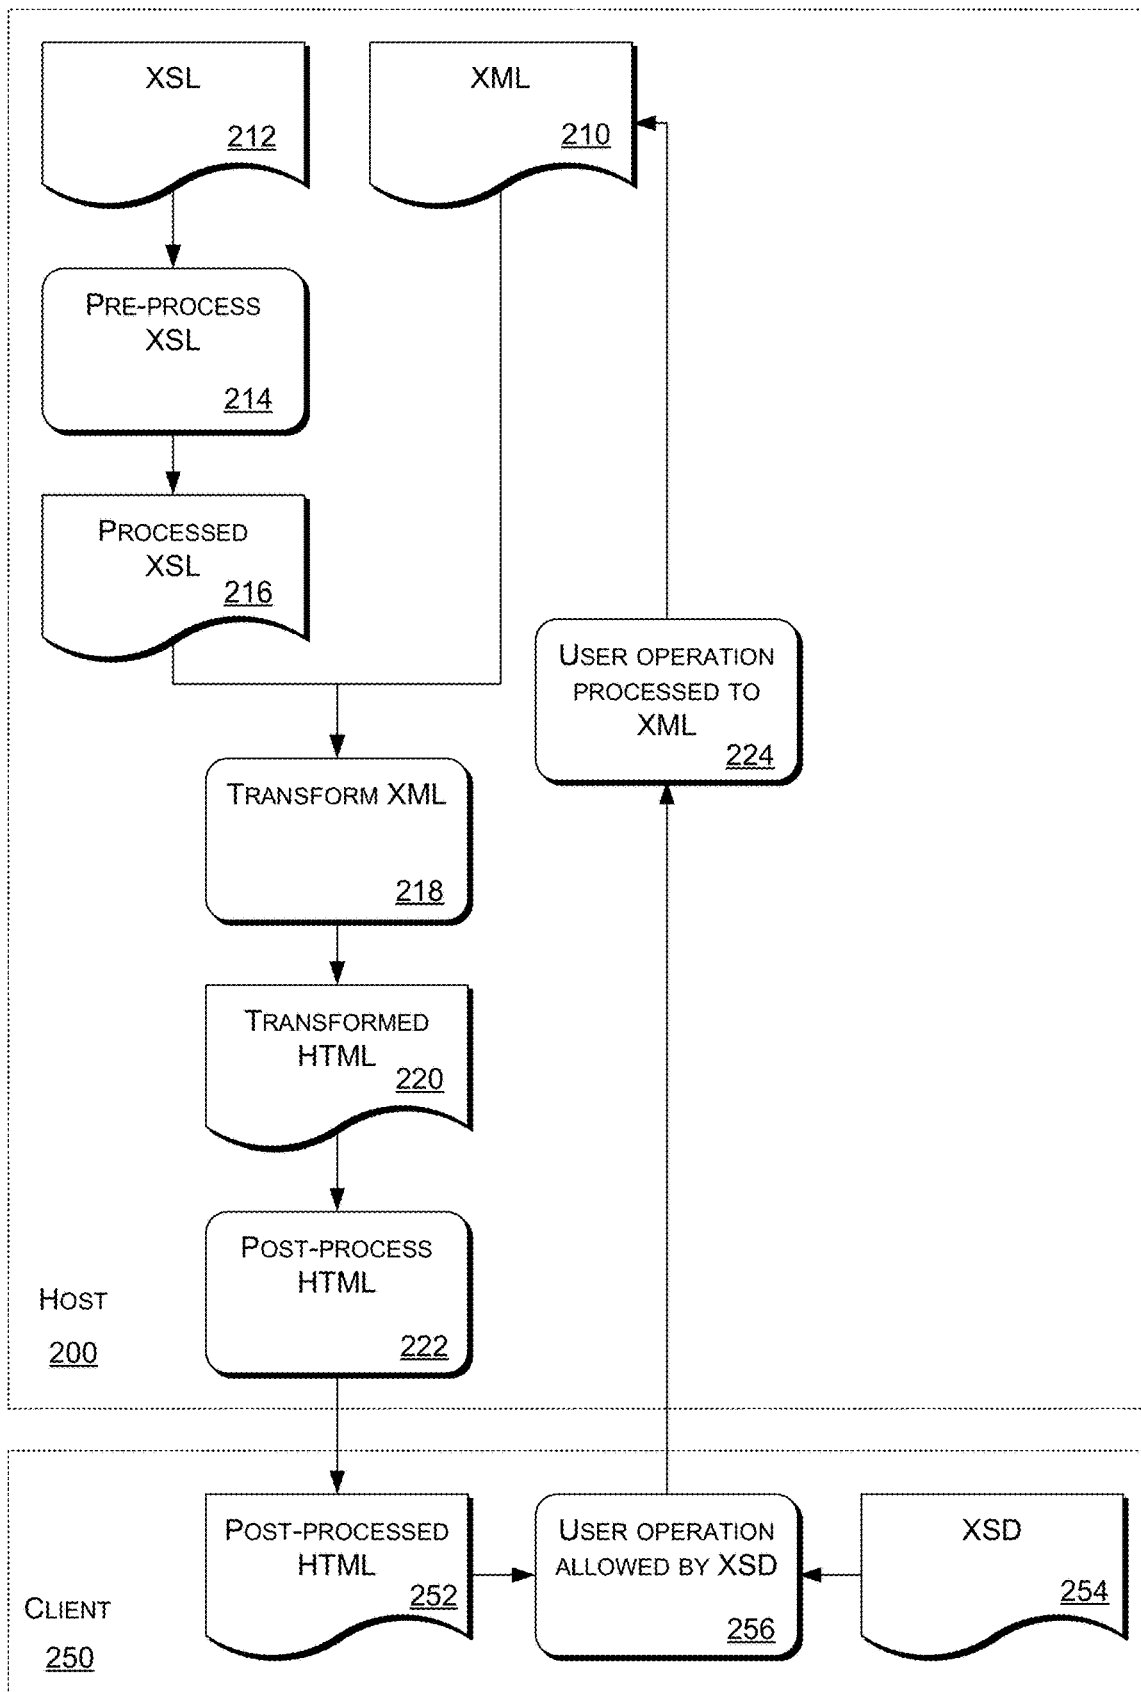 XSL
212
XML
210
PRE-PROCESS
XSL
214
PROCESSED
XSL
216
USER OPERATION
PROCESSED TO
XML
224
TRANSFORM XML
218
TRANSFORMED
HTML
220
POST-PROCESS
HTML
222
HOST
200
POST-PROCESSED
HTML
252
USER OPERATION
ALLOWED BY XSD
256
XSD
254
CLIENT
250